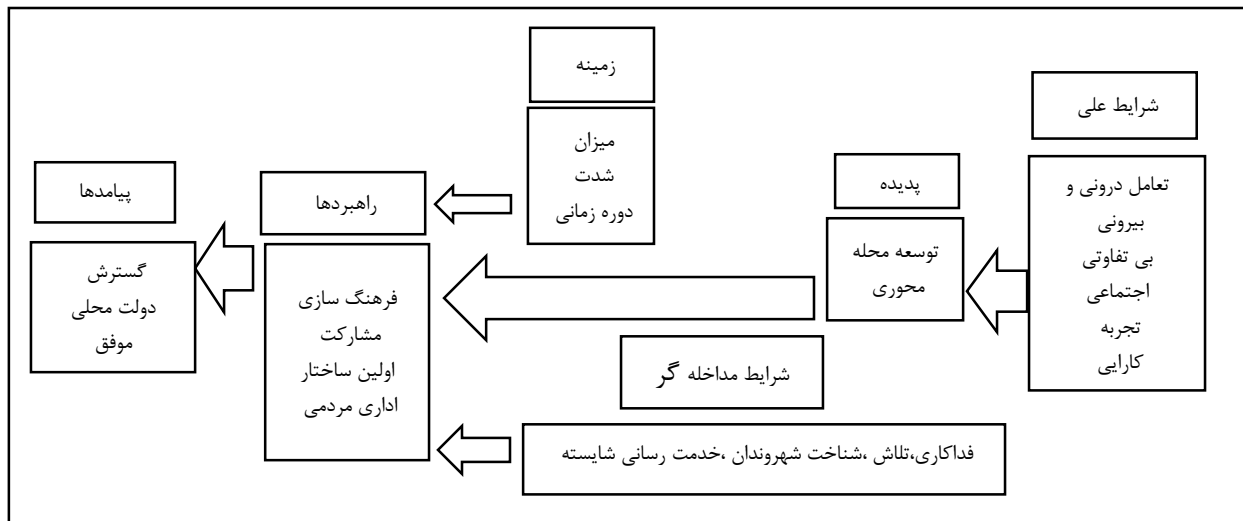 شرایط علی
تعامل درونی و
بیرونی
بی تفاوتی
اجتماعی
تجربه
کارایی
پدیده
توسعه محله
محوری
زمینه
میزان
شدت
دوره زمانی
شرایط مداخله گر
فداکاری،تلاش ،شناخت شهروندان ،خدمت رسانی شایسته
راهبردها
فرهنگ سازی
مشارکت
اولین ساختار
اداری مردمی
پیامدها
گسترش
دولت محلی
موفق